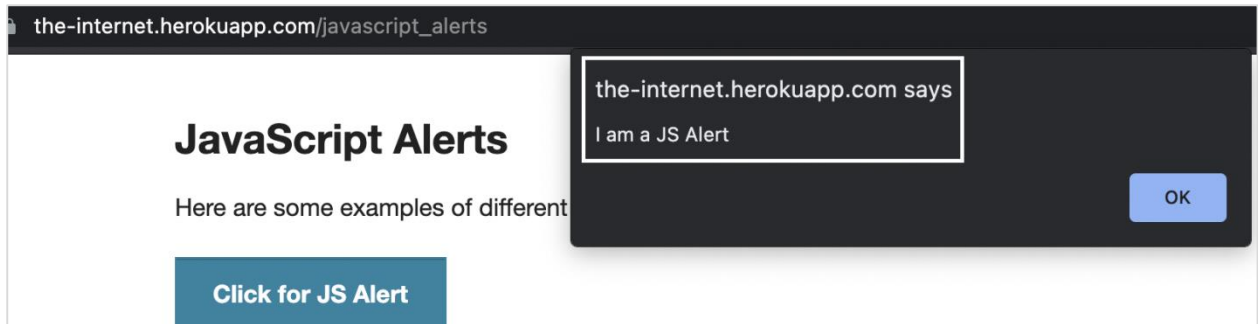 the-internet.herokuapp.com/javascript_alerts
the-internet.herokuapp.com says
I am a JS Alert
OK
JavaScript Alerts
Here are some examples of different
Click for JS Alert